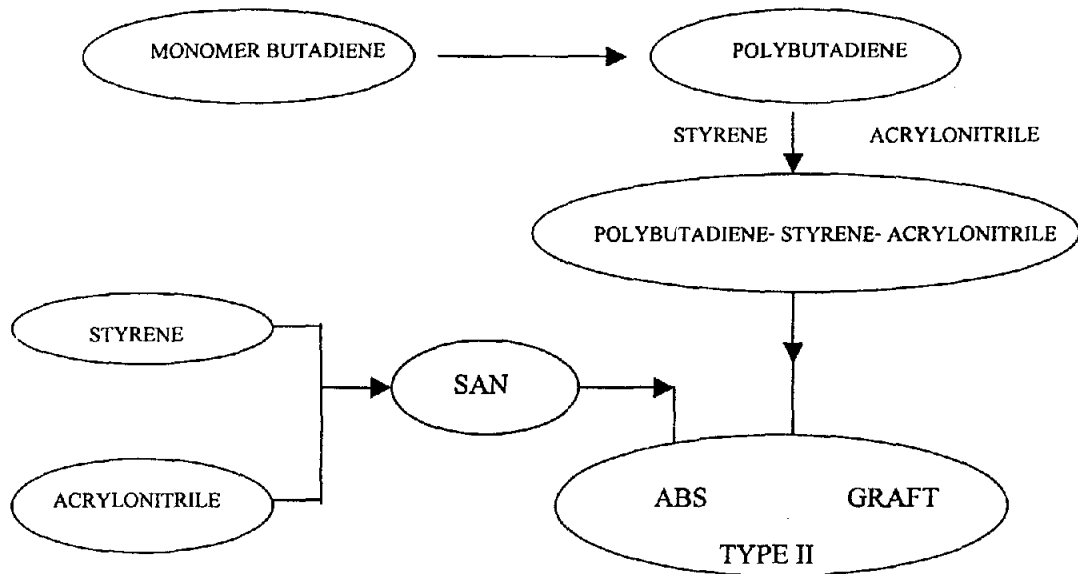 MONOMER BUTADIENE
POLYBUTADIENE
STYRENE ACRYLONITRILE
POLYBUTADIENE- STYRENE- ACRYLONITRILE
STYRENE
SAN
ACRYLONITRILE
ABS GRAFT
TYPE II